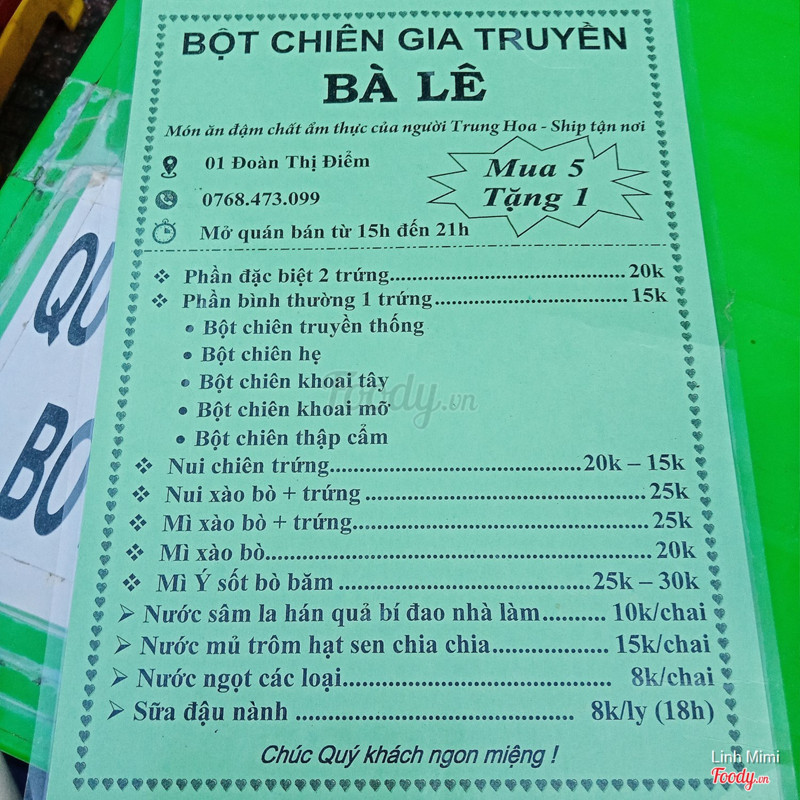 BỘT CHIÊN GIA TRUYỀN
BÀ LÊ
Món ăn đậm chất ẩm thực của người Trung Hoa - Ship tận nơi
01 Đoàn Thị Điểm
Mua 5
Tặng 1
0768.473.099
Mở quán bán từ 15h đến 21h
❖ Phần đặc biệt 2 trứng..............................20k
❖ Phần bình thường 1 trứng..........................15k
• Bột chiên truyền thống
• Bột chiên hẹ
• Bột chiên khoai tây
• Bột chiên khoai mỡ
• Bột chiên thập cẩm
❖ Nui chiên trứng................................20k – 15k
❖ Nui xào bò + trứng ....................................25k
❖ Mì xào bò + trứng......................................25k
❖ Mì xào bò..................................................20k
❖ Mì Ý sốt bò băm ................................25k – 30k
➢ Nước sâm la hán quả bí đao nhà làm.......... 10k/chai
➢ Nước mủ trôm hạt sen chia chia.................. 15k/chai
➢ Nước ngọt các loại.................................... 8k/chai
➢ Sữa đậu nành ...................................... 8k/ly (18h)
Chúc Quý khách ngon miệng !
QU
BO
Foody.vn
Linh Mimi
Foody.vn